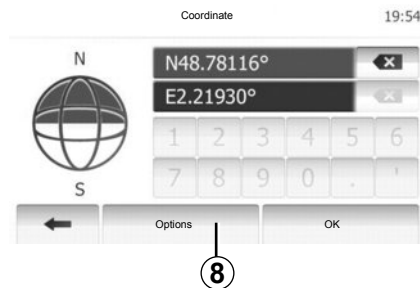 Coordinate 19:54
N
N48.78116°
E2.21930°
1 2 3 4 5 6
7 8 9 0 . '
S
Options OK
8